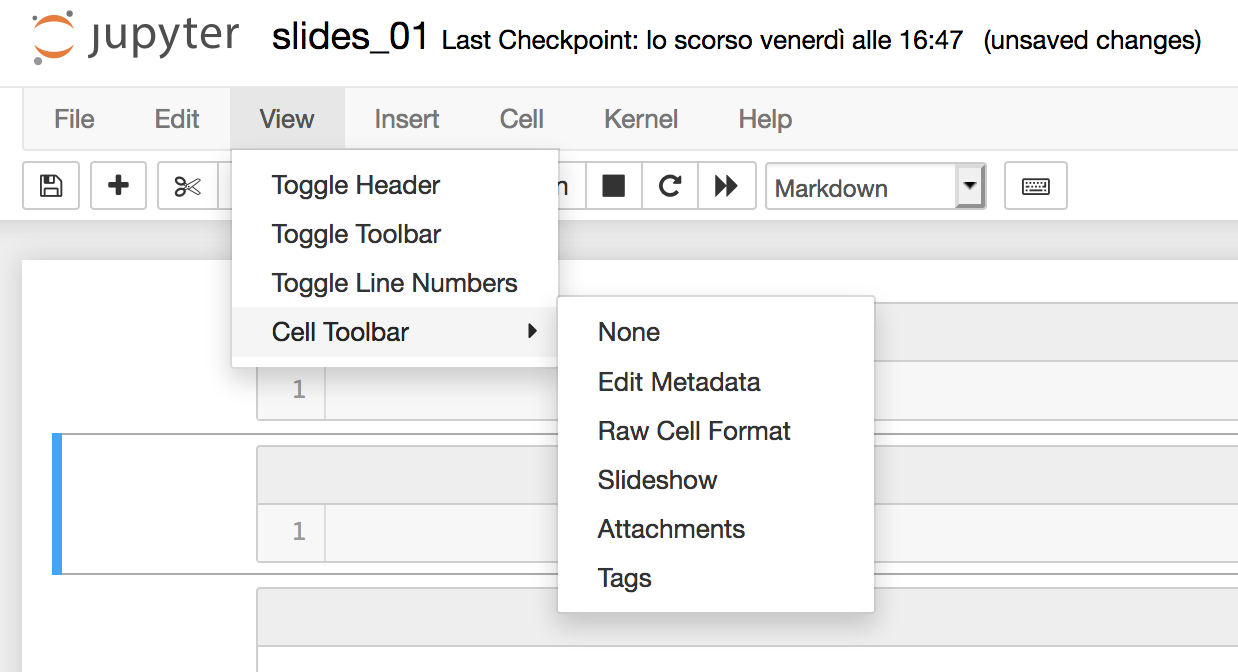 jupyter slides_01 Last Checkpoint: lo scorso venerdì alle 16:47 (unsaved changes)
File Edit View Insert Cell Kernel Help
Markdown
Toggle Header
Toggle Toolbar
Toggle Line Numbers
Cell Toolbar
None
Edit Metadata
Raw Cell Format
Slideshow
Attachments
Tags
1
1